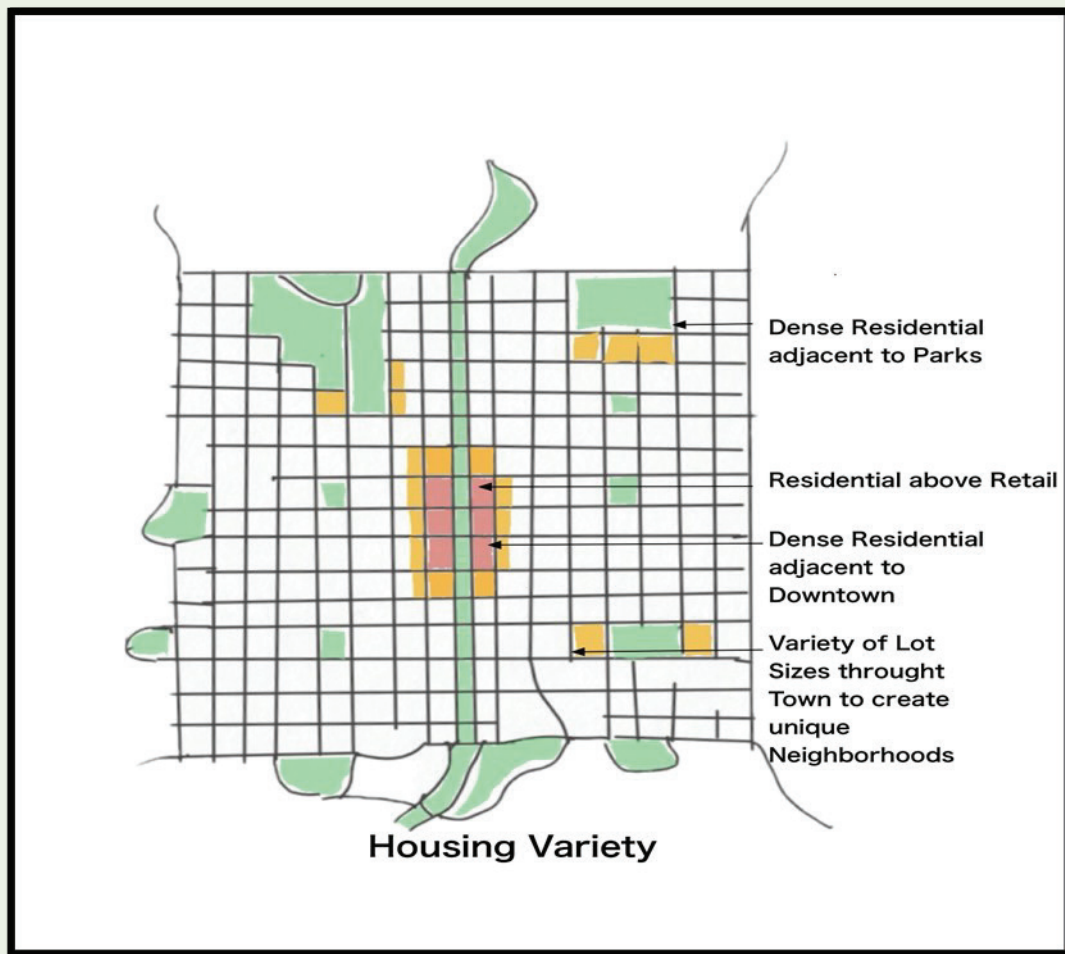 Dense Residential
adjacent to Parks
Residential above Retail
Dense Residential
adjacent to
Downtown
Variety of Lot
Sizes throught
Town to create
unique
Neighborhoods
Housing Variety